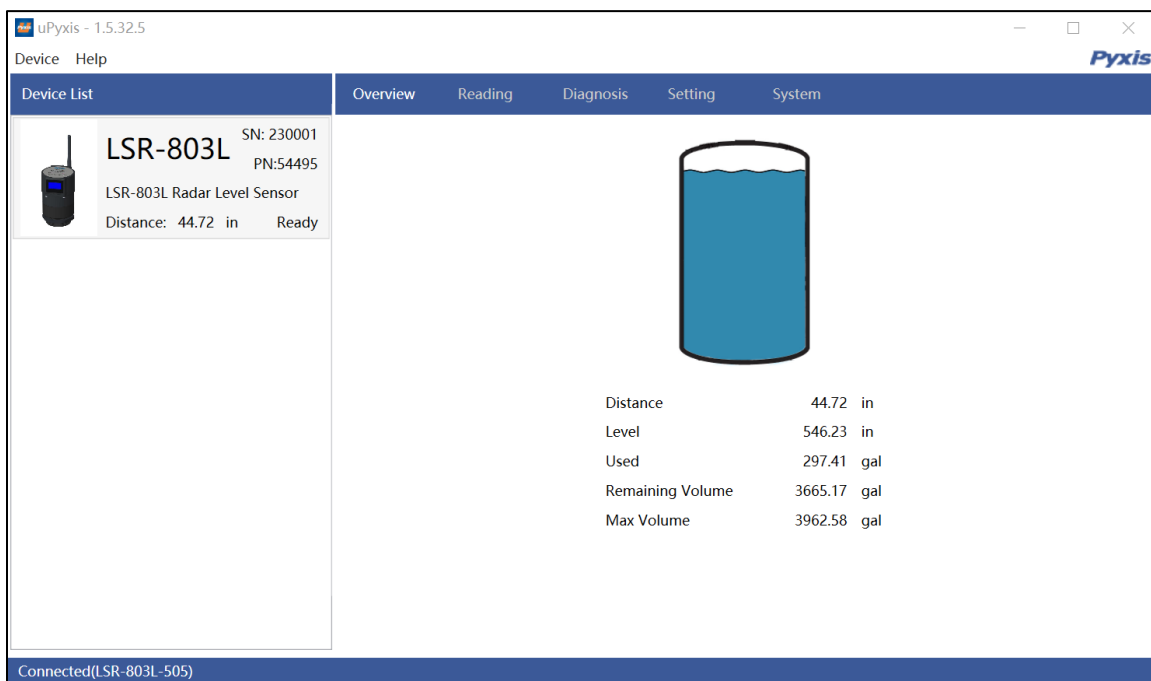 uPyxis - 1.5.32.5
Device Help
Pyxis
Device List
Overview Reading Diagnosis Setting System
LSR-803L
SN: 230001
PN:54495
LSR-803L Radar Level Sensor
Distance: 44.72 in Ready
Distance 44.72 in
Level 546.23 in
Used 297.41 gal
Remaining Volume 3665.17 gal
Max Volume 3962.58 gal
Connected(LSR-803L-505)